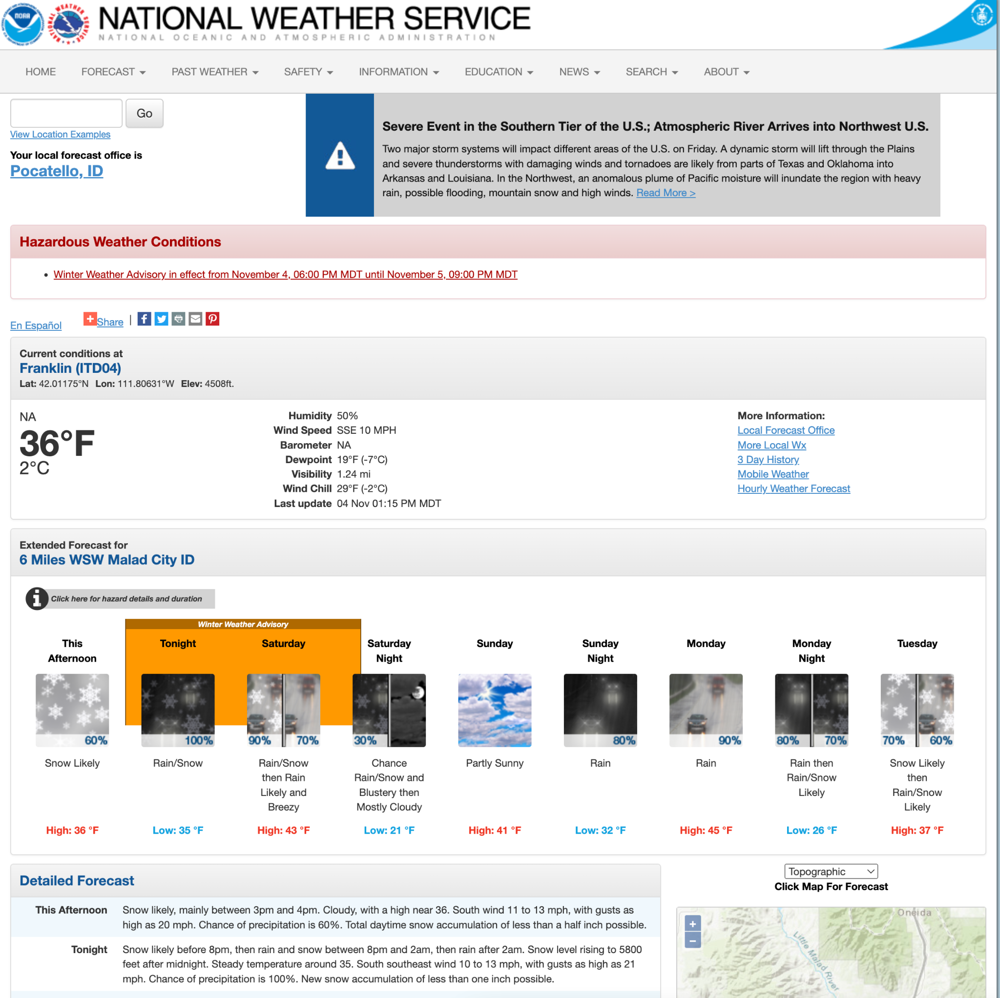 NATIONAL WEATHER SERVICE
NATIONAL OCEANIC AND ATMOSPHERIC ADMINISTRATION
HOME FORECAST PAST WEATHER SAFETY INFORMATION EDUCATION NEWS SEARCH ABOUT
Go
View Location Examples
Your local forecast office is
Pocatello, ID
Severe Event in the Southern Tier of the U.S.; Atmospheric River Arrives into Northwest U.S.
Two major storm systems will impact different areas of the U.S. on Friday. A dynamic storm will lift through the Plains
and severe thunderstorms with damaging winds and tornadoes are likely from parts of Texas and Oklahoma into
Arkansas and Louisiana. In the Northwest, an anomalous plume of Pacific moisture will inundate the region with heavy
rain, possible flooding, mountain snow and high winds. Read More >
Hazardous Weather Conditions
• Winter Weather Advisory in effect from November 4, 06:00 PM MDT until November 5, 09:00 PM MDT
En Español
Share |
Current conditions at
Franklin (ITD04)
Lat: 42.01175°N Lon: 111.80631°W Elev: 4508ft.
NA
36°F
2°C
Humidity 50%
Wind Speed SSE 10 MPH
Barometer NA
Dewpoint 19°F (-7°C)
Visibility 1.24 mi
Wind Chill 29°F (-2°C)
Last update 04 Nov 01:15 PM MDT
More Information:
Local Forecast Office
More Local Wx
3 Day History
Mobile Weather
Hourly Weather Forecast
Extended Forecast for
6 Miles WSW Malad City ID
Click here for hazard details and duration
Winter Weather Advisory
This
Afternoon
60%
Snow Likely
High: 36 °F
Tonight
100%
Rain/Snow
Low: 35 °F
Saturday
90% 70%
Rain/Snow
then Rain
Likely and
Breezy
High: 43 °F
Saturday
Night
30%
Chance
Rain/Snow and
Blustery then
Mostly Cloudy
Low: 21 °F
Sunday
Partly Sunny
High: 41 °F
Sunday
Night
80%
Rain
Low: 32 °F
Monday
90%
Rain
High: 45 °F
Monday
Night
80% 70%
Rain then
Rain/Snow
Likely
Low: 26 °F
Tuesday
70% 60%
Snow Likely
then
Rain/Snow
Likely
High: 37 °F
Detailed Forecast
This Afternoon Snow likely, mainly between 3pm and 4pm. Cloudy, with a high near 36. South wind 11 to 13 mph, with gusts as
high as 20 mph. Chance of precipitation is 60%. Total daytime snow accumulation of less than a half inch possible.
Tonight Snow likely before 8pm, then rain and snow between 8pm and 2am, then rain after 2am. Snow level rising to 5800
feet after midnight. Steady temperature around 35. South southeast wind 10 to 13 mph, with gusts as high as 21
mph. Chance of precipitation is 100%. New snow accumulation of less than one inch possible.
Topographic
Click Map For Forecast
+
−
Oneida
Little Malad River